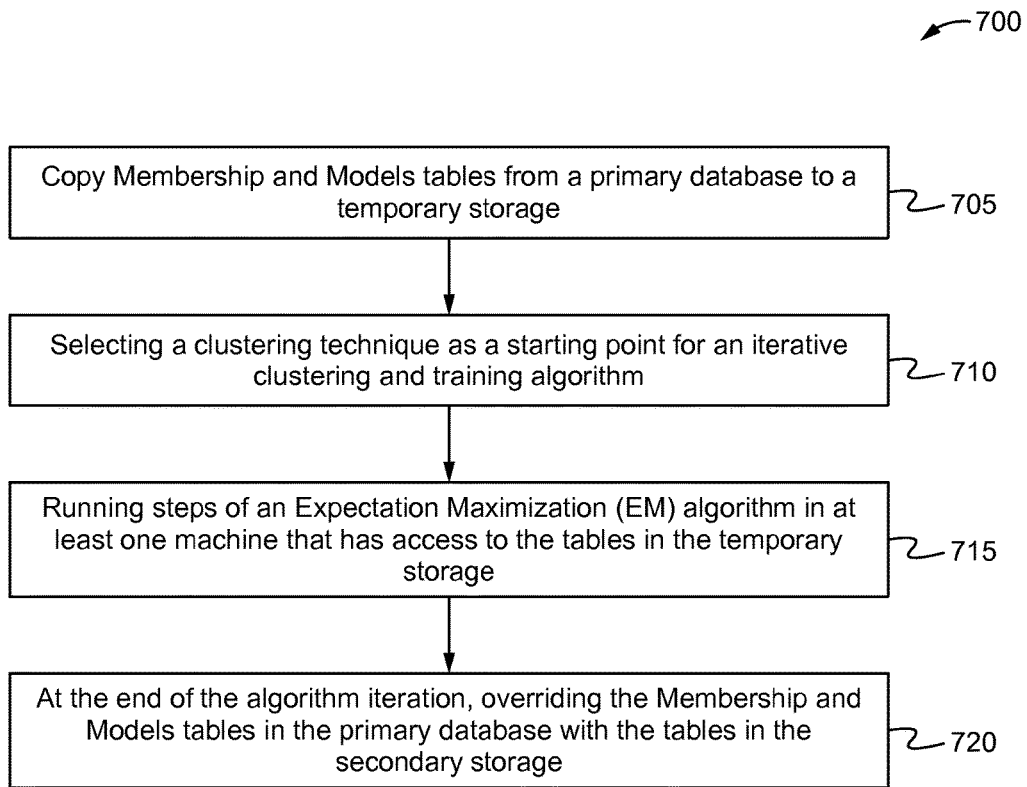 700
Copy Membership and Models tables from a primary database to a
temporary storage
705
Selecting a clustering technique as a starting point for an iterative
clustering and training algorithm
710
Running steps of an Expectation Maximization (EM) algorithm in at
least one machine that has access to the tables in the temporary
storage
715
At the end of the algorithm iteration, overriding the Membership and
Models tables in the primary database with the tables in the
secondary storage
720